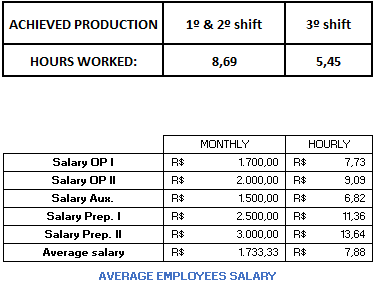 ACHIEVED PRODUCTION 1º & 2º shift 3º shift
HOURS WORKED: 8,69 5,45
MONTHLY HOURLY
Salary OP I R$ 1.700,00 R$ 7,73
Salary OP II R$ 2.000,00 R$ 9,09
Salary Aux. R$ 1.500,00 R$ 6,82
Salary Prep. I R$ 2.500,00 R$ 11,36
Salary Prep. II R$ 3.000,00 R$ 13,64
Average salary R$ 1.733,33 R$ 7,88
AVERAGE EMPLOYEES SALARY